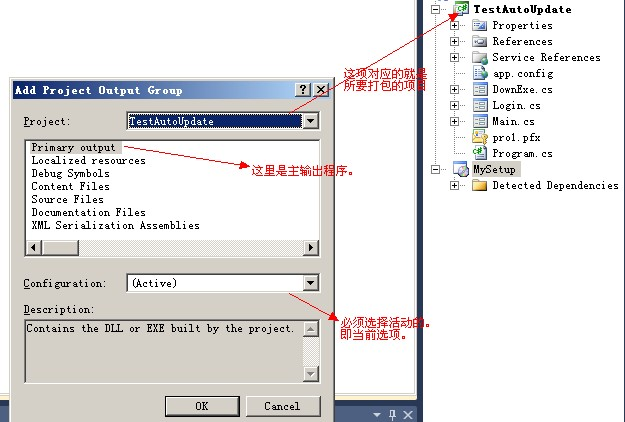 TestAutoUpdate
Properties
References
Service References
app.config
DownExe.cs
Login.cs
Main.cs
pro1.pfx
Program.cs
MySetup
Detected Dependencies
这项对应的就是
所要打包的项目
Add Project Output Group
Project:
TestAutoUpdate
Primary output
Localized resources
Debug Symbols
Content Files
Source Files
Documentation Files
XML Serialization Assemblies
这里是主输出程序。
Configuration:
(Active)
必须选择活动的。
即当前选项。
Description:
Contains the DLL or EXE built by the project.
OK
Cancel